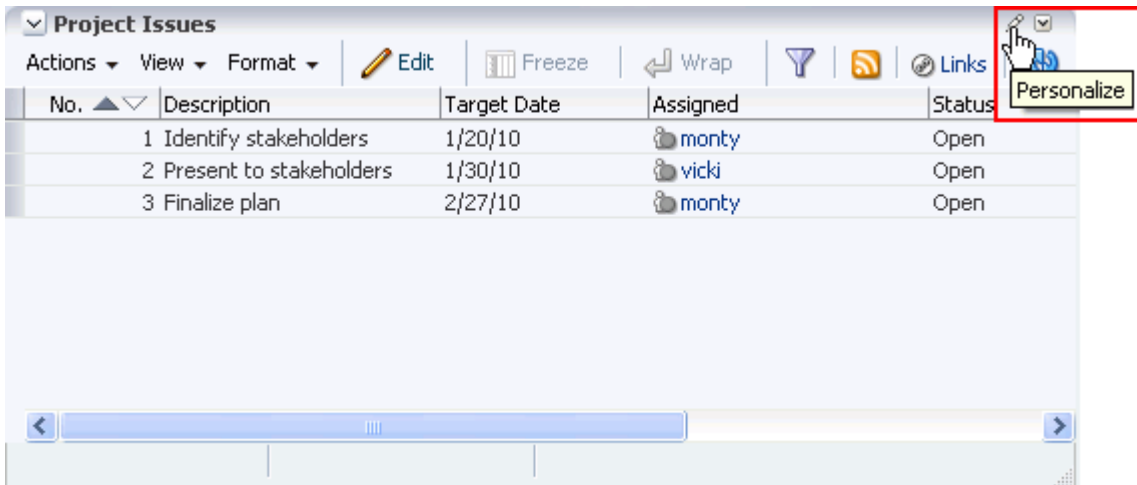 Project Issues
Actions View Format Edit Freeze Wrap Links
Personalize
No. Description Target Date Assigned Status
1 Identify stakeholders 1/20/10 monty Open
2 Present to stakeholders 1/30/10 vicki Open
3 Finalize plan 2/27/10 monty Open